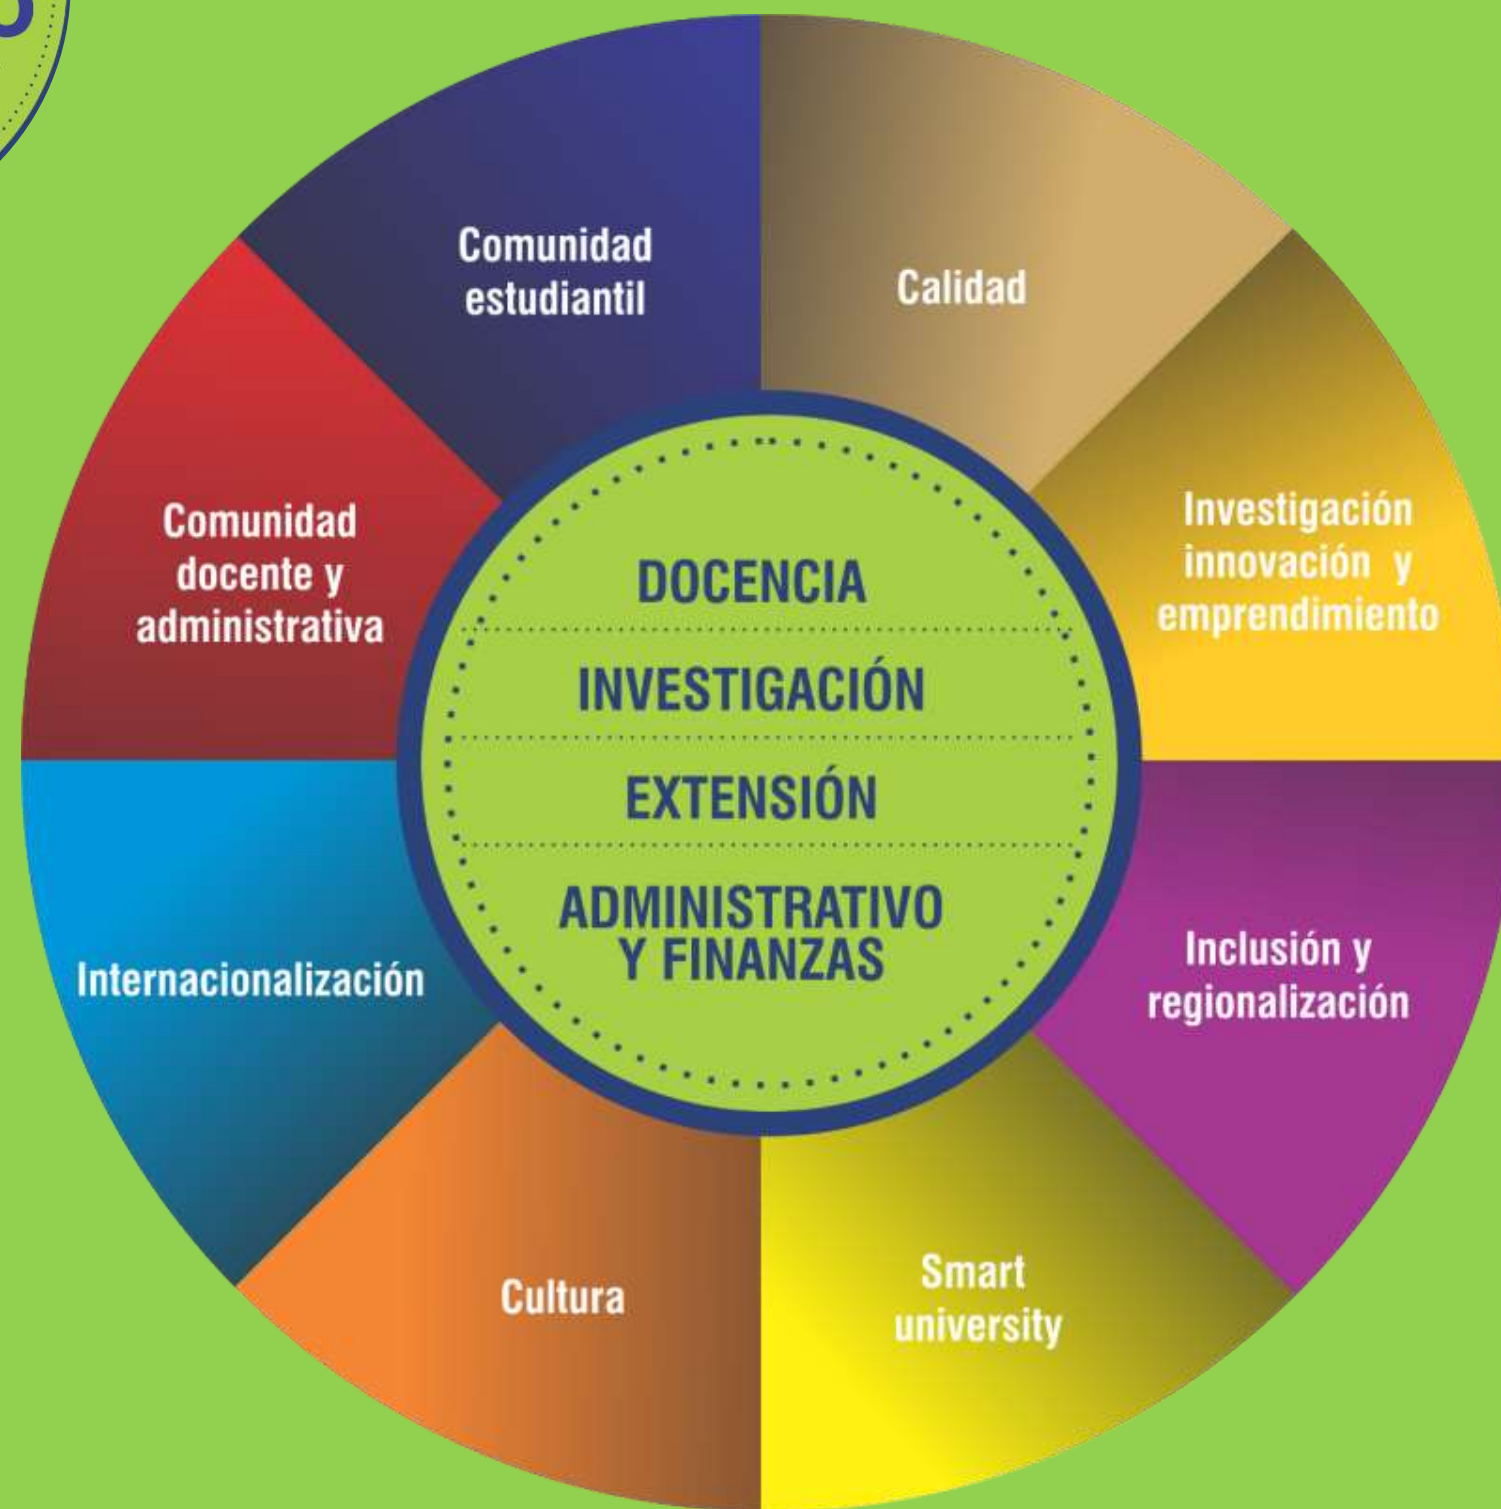 Comunidad
estudiantil
Calidad
Investigación
innovación y
emprendimiento
Inclusión y
regionalización
Smart
university
Cultura
Internacionalización
Comunidad
docente y
administrativa
DOCENCIA
INVESTIGACIÓN
EXTENSIÓN
ADMINISTRATIVO
Y FINANZAS